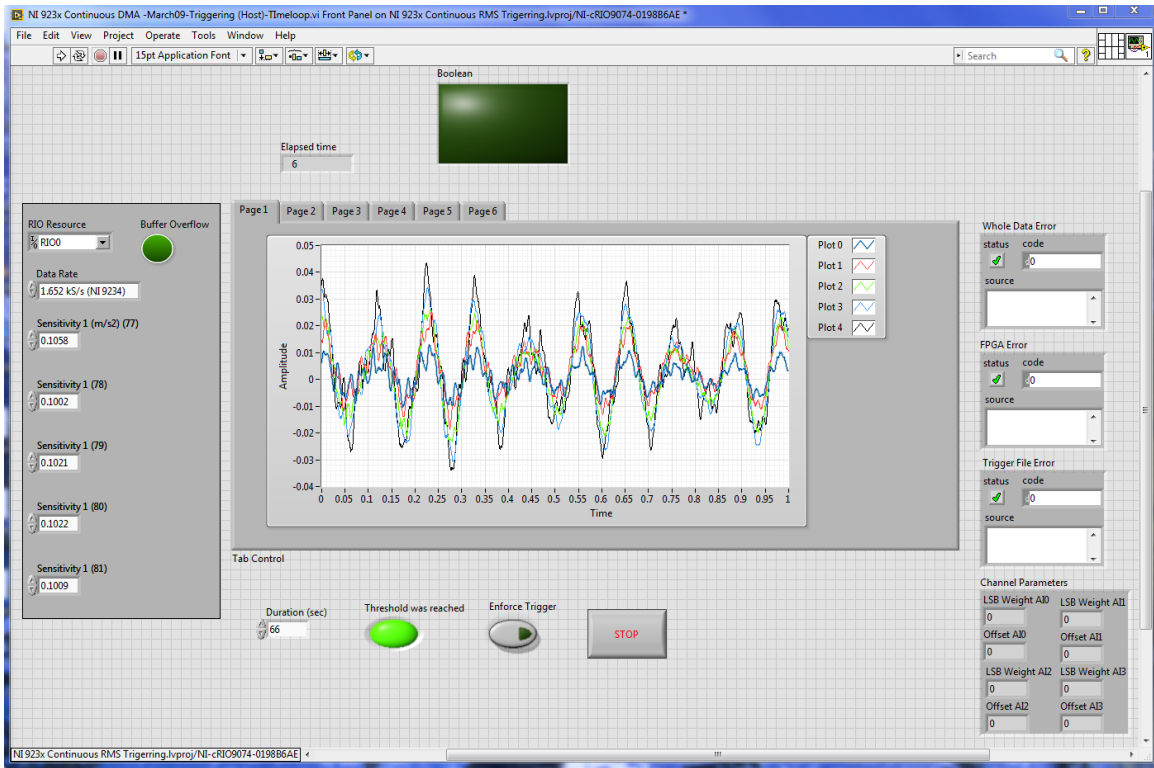 NI 923x Continuous DMA -March09-Triggering (Host)-TImeloop.vi Front Panel on NI 923x Continuous RMS Trigerring.lvproj/NI-cRIO9074-0198B6AE *
File Edit View Project Operate Tools Window Help
15pt Application Font
Search
Boolean
Elapsed time
6
RIO Resource
Buffer Overflow
RIO0
Data Rate
1.652 kS/s (NI 9234)
Sensitivity 1 (m/s2) (77)
0.1058
Sensitivity 1 (78)
0.1002
Sensitivity 1 (79)
0.1021
Sensitivity 1 (80)
0.1022
Sensitivity 1 (81)
0.1009
Page 1 Page 2 Page 3 Page 4 Page 5 Page 6
Amplitude
0.05
0.04
0.03
0.02
0.01
0
-0.01
-0.02
-0.03
-0.04
0 0.05 0.1 0.15 0.2 0.25 0.3 0.35 0.4 0.45 0.5 0.55 0.6 0.65 0.7 0.75 0.8 0.85 0.9 0.95 1
Time
Plot 0
Plot 1
Plot 2
Plot 3
Plot 4
Tab Control
Duration (sec)
66
Threshold was reached
Enforce Trigger
STOP
Whole Data Error
status code
0
source
FPGA Error
status code
0
source
Trigger File Error
status code
0
source
Channel Parameters
LSB Weight AI0 LSB Weight AI1
0 0
Offset AI0 Offset AI1
0 0
LSB Weight AI2 LSB Weight AI3
0 0
Offset AI2 Offset AI3
0 0
NI 923x Continuous RMS Trigerring.lvproj/NI-cRIO9074-0198B6AE